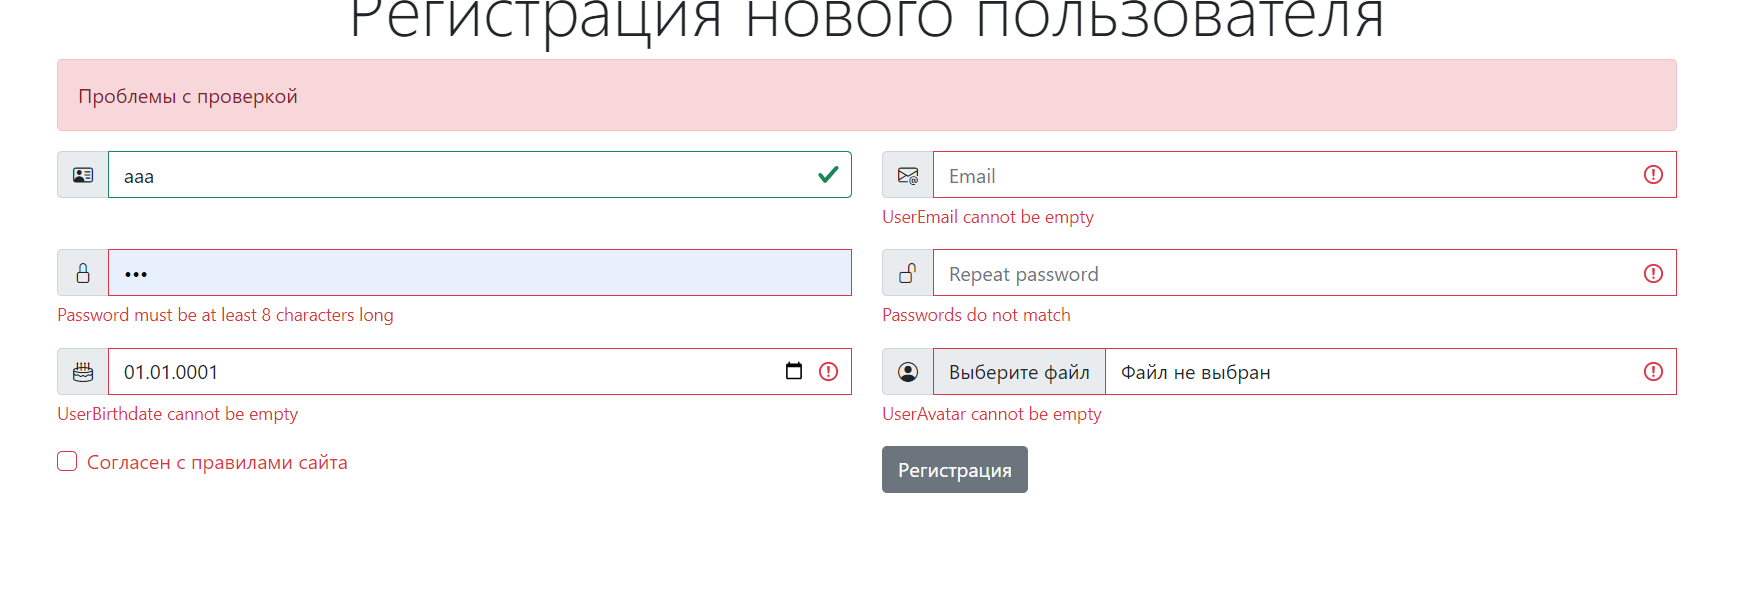 Регистрация нового пользователя
Проблемы с проверкой
aaa
Email
UserEmail cannot be empty
•••
Repeat password
Password must be at least 8 characters long
Passwords do not match
01.01.0001
Выберите файл Файл не выбран
UserBirthdate cannot be empty
UserAvatar cannot be empty
Согласен с правилами сайта
Регистрация